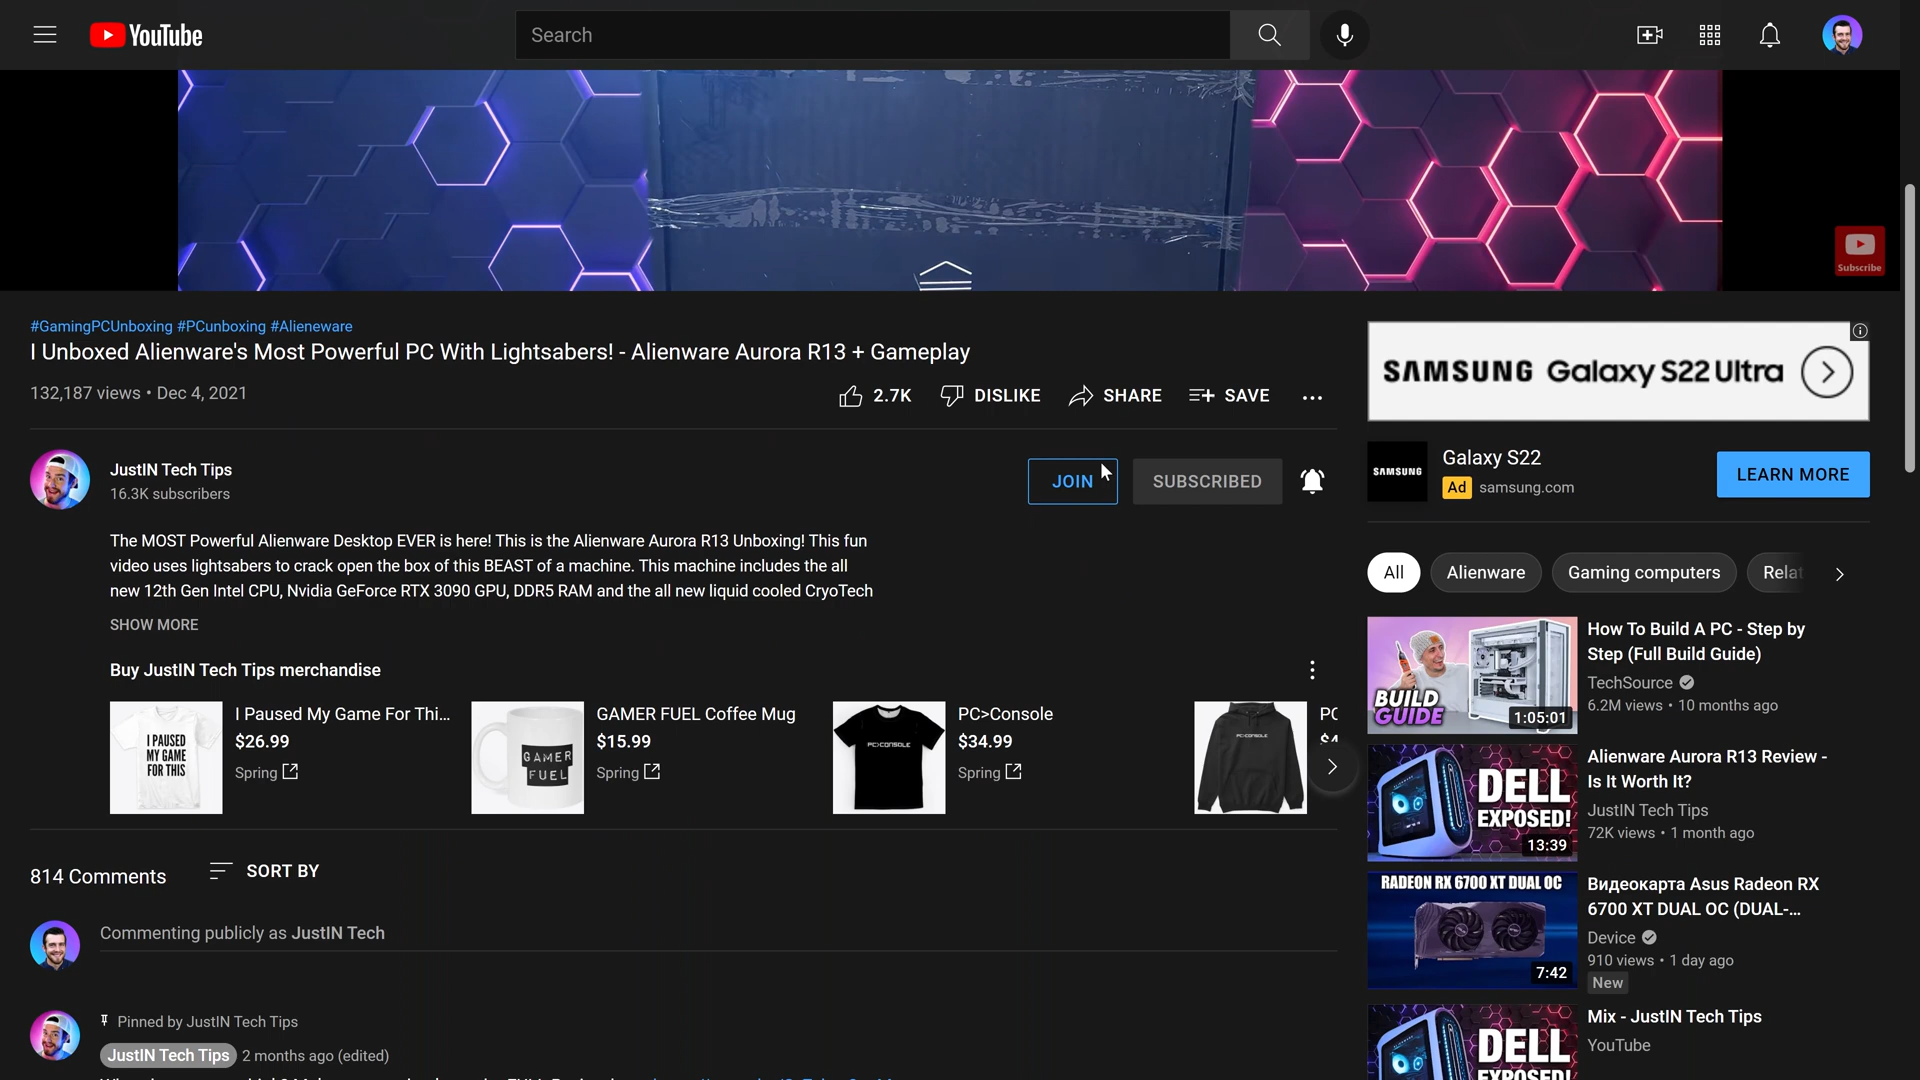 YouTube
Search
Subscribe
#GamingPCUnboxing #PCunboxing #Alieneware
I Unboxed Alienware's Most Powerful PC With Lightsabers! - Alienware Aurora R13 + Gameplay
132,187 views • Dec 4, 2021
2.7K
DISLIKE
SHARE
SAVE
JustIN Tech Tips
16.3K subscribers
JOIN
SUBSCRIBED
The MOST Powerful Alienware Desktop EVER is here! This is the Alienware Aurora R13 Unboxing! This fun
video uses lightsabers to crack open the box of this BEAST of a machine. This machine includes the all
new 12th Gen Intel CPU, Nvidia GeForce RTX 3090 GPU, DDR5 RAM and the all new liquid cooled CryoTech
SHOW MORE
Buy JustIN Tech Tips merchandise
I PAUSED
MY GAME
FOR THIS
I Paused My Game For Thi...
$26.99
Spring
GAMER
FUEL
GAMER FUEL Coffee Mug
$15.99
Spring
PC>CONSOLE
PC>Console
$34.99
Spring
PC>CONSOLE
814 Comments
SORT BY
Commenting publicly as JustIN Tech
Pinned by JustIN Tech Tips
JustIN Tech Tips 2 months ago (edited)
SAMSUNG Galaxy S22 Ultra
SAMSUNG
Galaxy S22
Ad samsung.com
LEARN MORE
All
Alienware
Gaming computers
Relat
BUILD
GUIDE
1:05:01
How To Build A PC - Step by
Step (Full Build Guide)
TechSource
6.2M views • 10 months ago
DELL
EXPOSED!
13:39
Alienware Aurora R13 Review -
Is It Worth It?
JustIN Tech Tips
72K views • 1 month ago
RADEON RX 6700 XT DUAL OC
7:42
Видеокарта Asus Radeon RX
6700 XT DUAL OC (DUAL-...
Device
910 views • 1 day ago
New
DELL
EXPOSED!
Mix - JustIN Tech Tips
YouTube